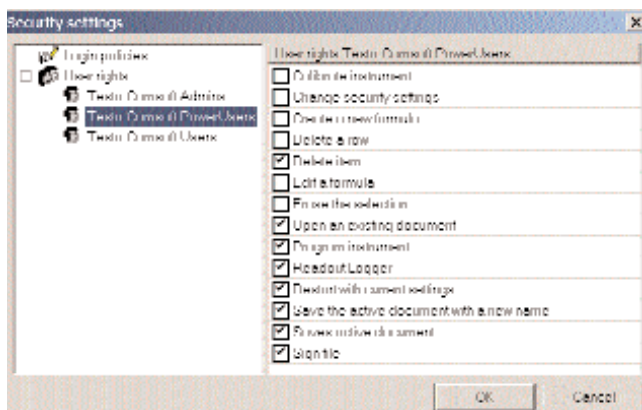 Security settings
Login policies
User rights
Testo Comsoft Admins
Testo Comsoft PowerUsers
Testo Comsoft Users
User rights Testo Comsoft PowerUsers
Calibrate instrument
Change security settings
Create a new formula
Delete a row
Delete item
Edit a formula
Erase the selection
Open an existing document
Program instrument
Readout Logger
Restart with current settings
Save the active document with a new name
Saves active document
Sign file
OK
Cancel